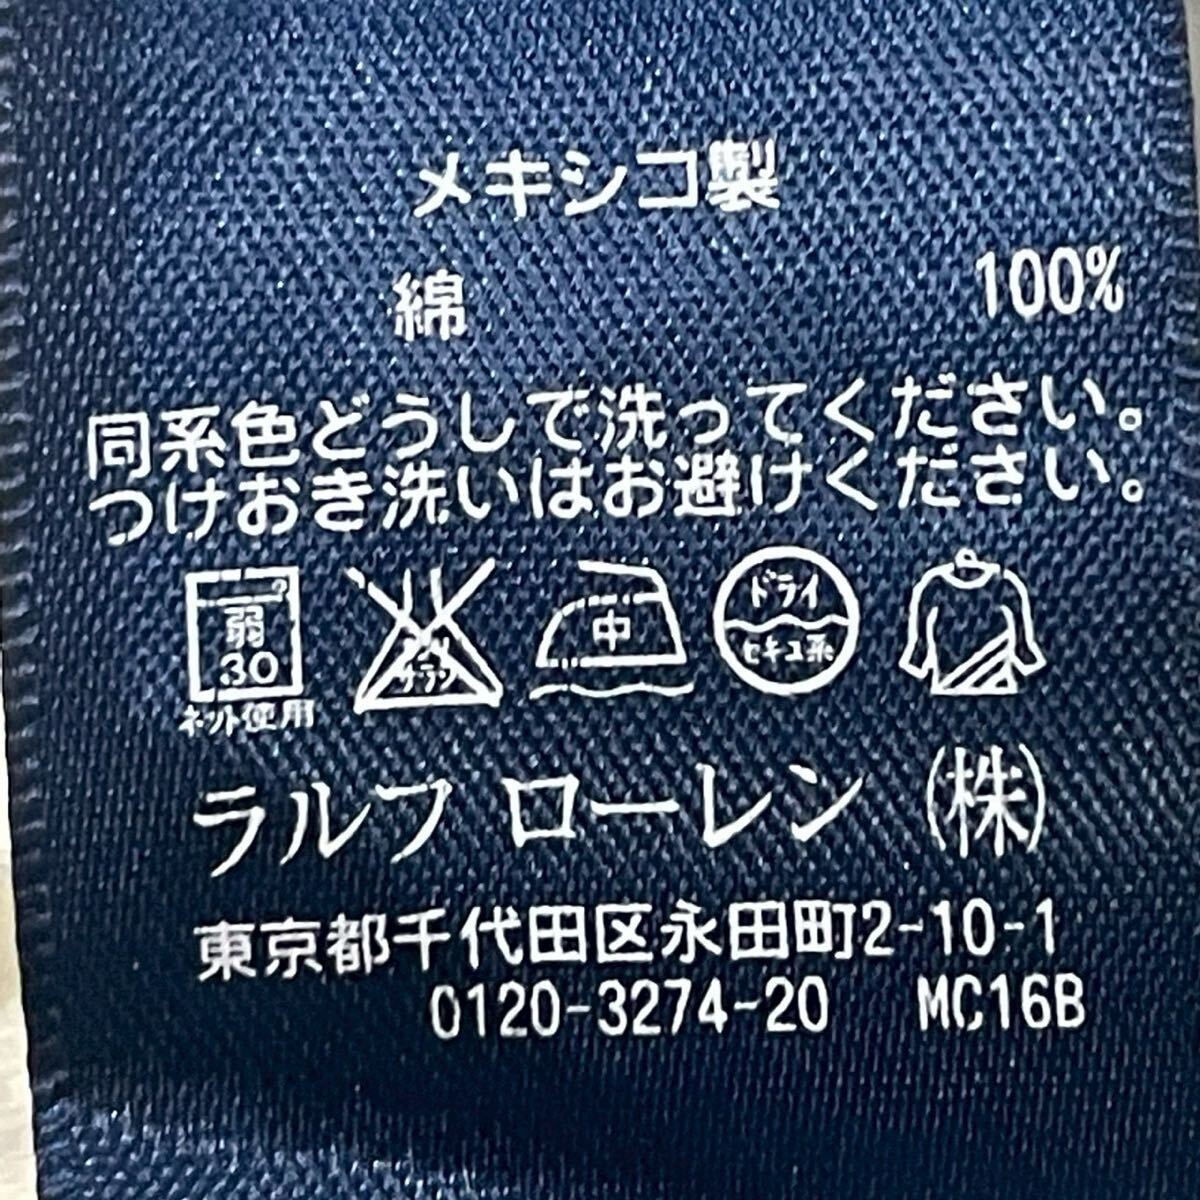 メキシコ製
綿 100%
同系色どうしで洗ってください。
つけおき洗いはお避けください。
弱 中 ドライ
30 セキユ系
ネット使用
ラルフ ローレン (株)
東京都千代田区永田町2-10-1
0120-3274-20 MC16B